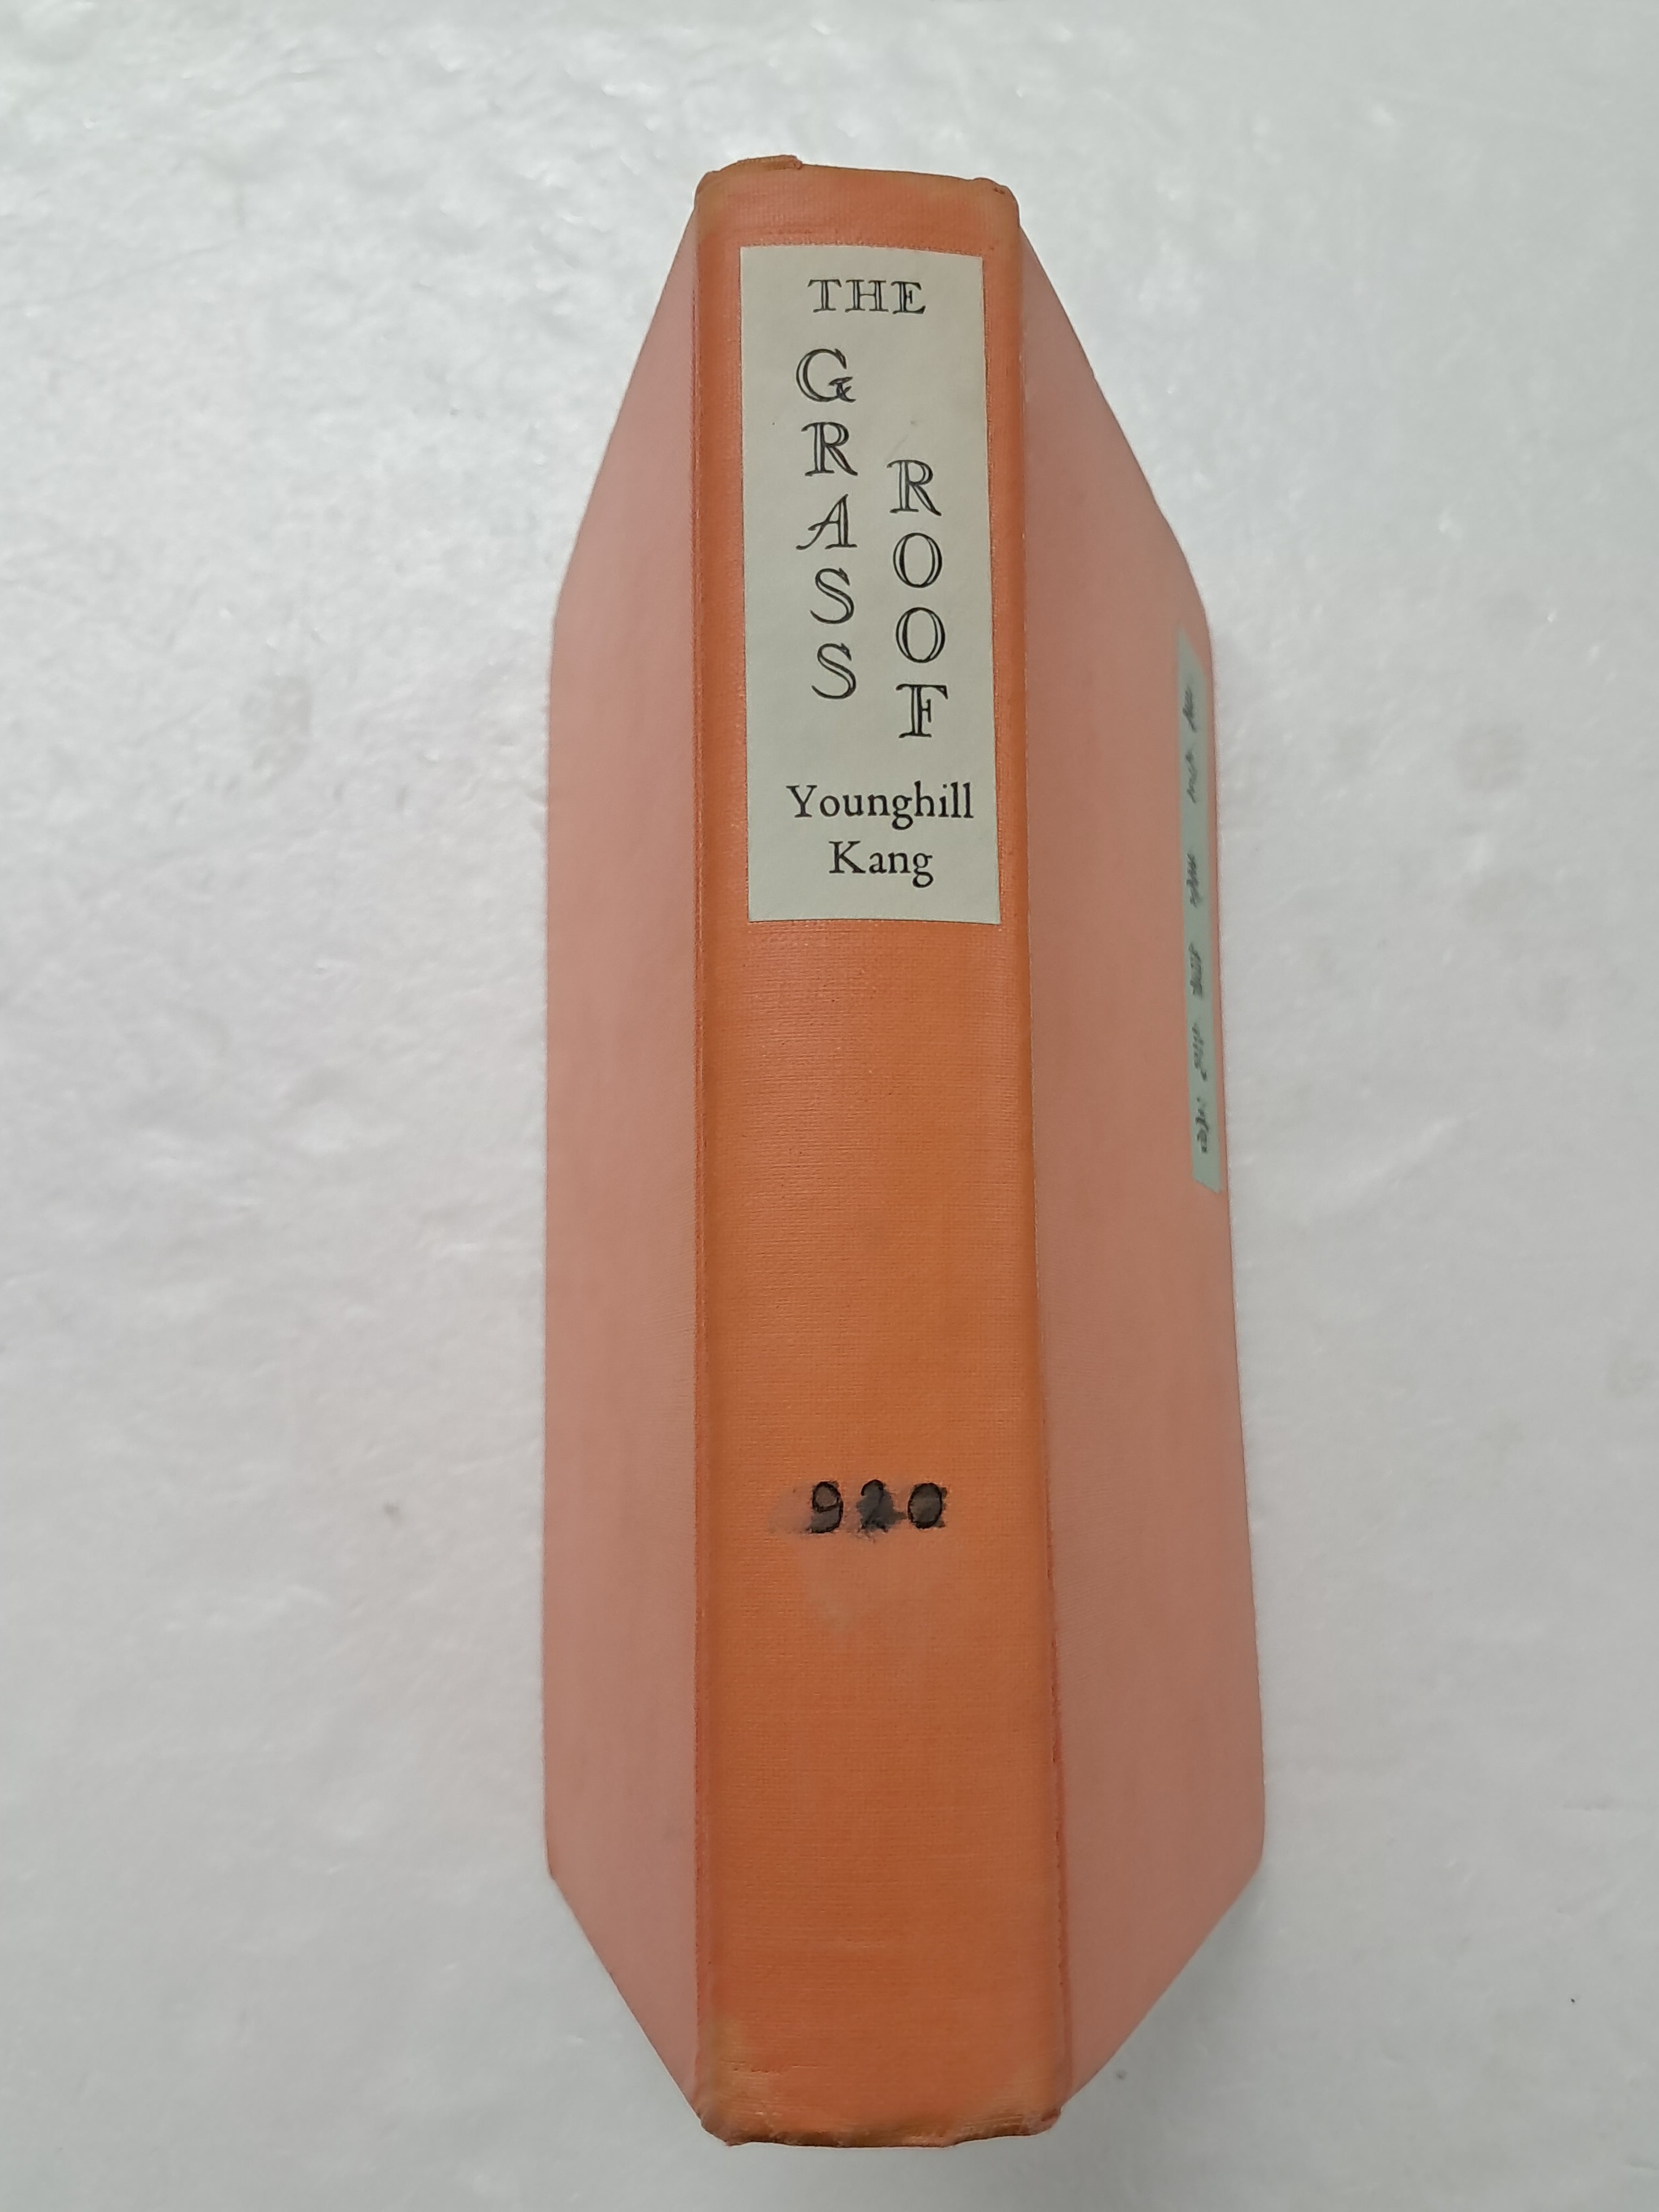 THE
GRASS
ROOF
Younghill
Kang
920